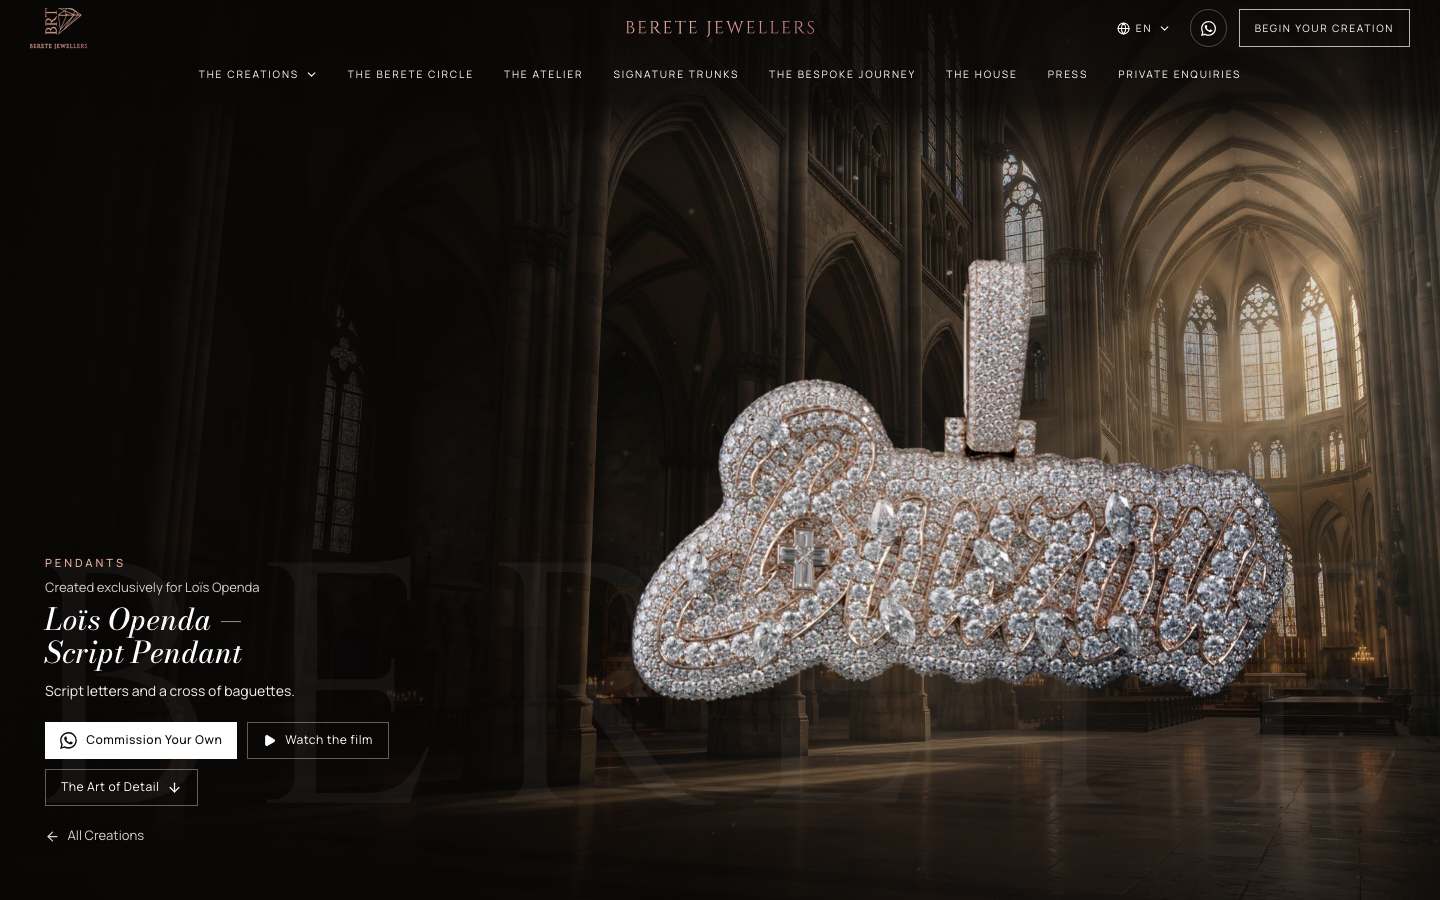 BRT
BERETE JEWELLERS
BERETE JEWELLERS
EN
BEGIN YOUR CREATION
THE CREATIONS
THE BERETE CIRCLE
THE ATELIER
SIGNATURE TRUNKS
THE BESPOKE JOURNEY
THE HOUSE
PRESS
PRIVATE ENQUIRIES
PENDANTS
Created exclusively for Loïs Openda
Loïs Openda —
Script Pendant
Script letters and a cross of baguettes.
Commission Your Own
Watch the film
The Art of Detail
All Creations
BERETE